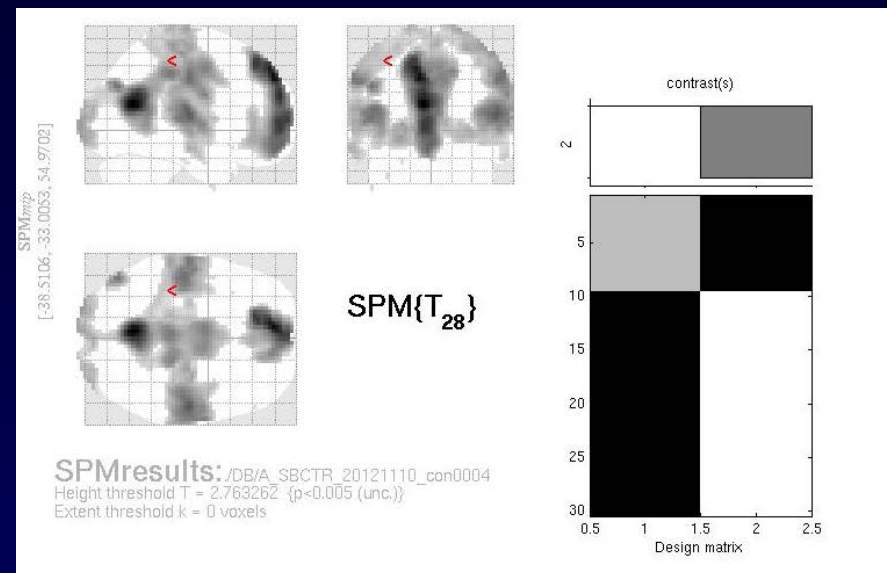 SPMmip
[-38.5106, -33.0053, 54.9702]
<
<
<
SPM{T28}
SPMresults: ./DB/A_SBCTR_20121110_con0004
Height threshold T = 2.763262 {p<0.005 (unc.)}
Extent threshold k = 0 voxels
contrast(s)
2
5
10
15
20
25
30
0.5 1 1.5 2 2.5
Design matrix